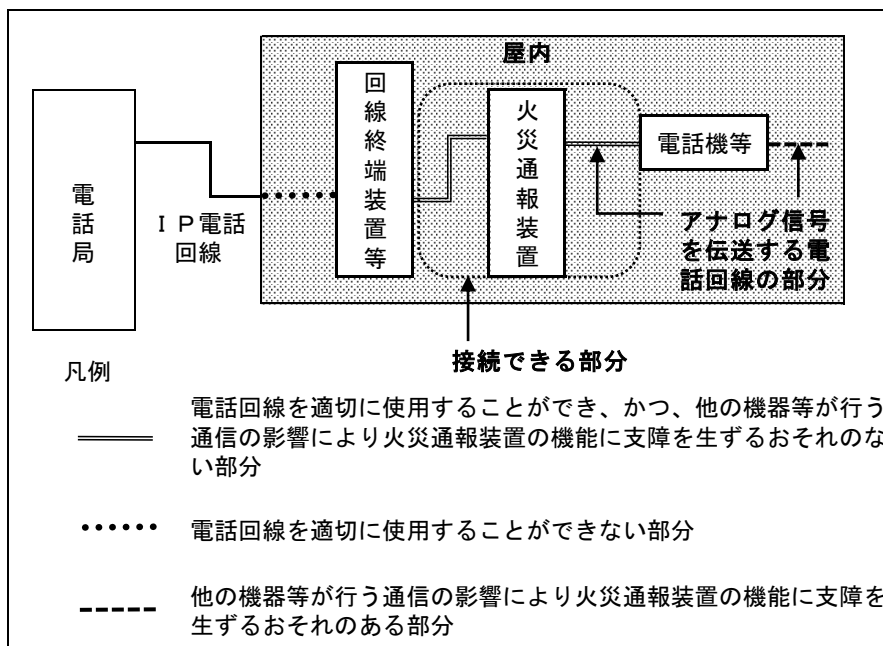 屋内
電話局
ＩＰ電話
回線
回線終端装置等
火災通報装置
電話機等
アナログ信号
を伝送する電
話回線の部分
接続できる部分
凡例
電話回線を適切に使用することができ、かつ、他の機器等が行う
通信の影響により火災通報装置の機能に支障を生ずるおそれのな
い部分
電話回線を適切に使用することができない部分
他の機器等が行う通信の影響により火災通報装置の機能に支障を
生ずるおそれのある部分